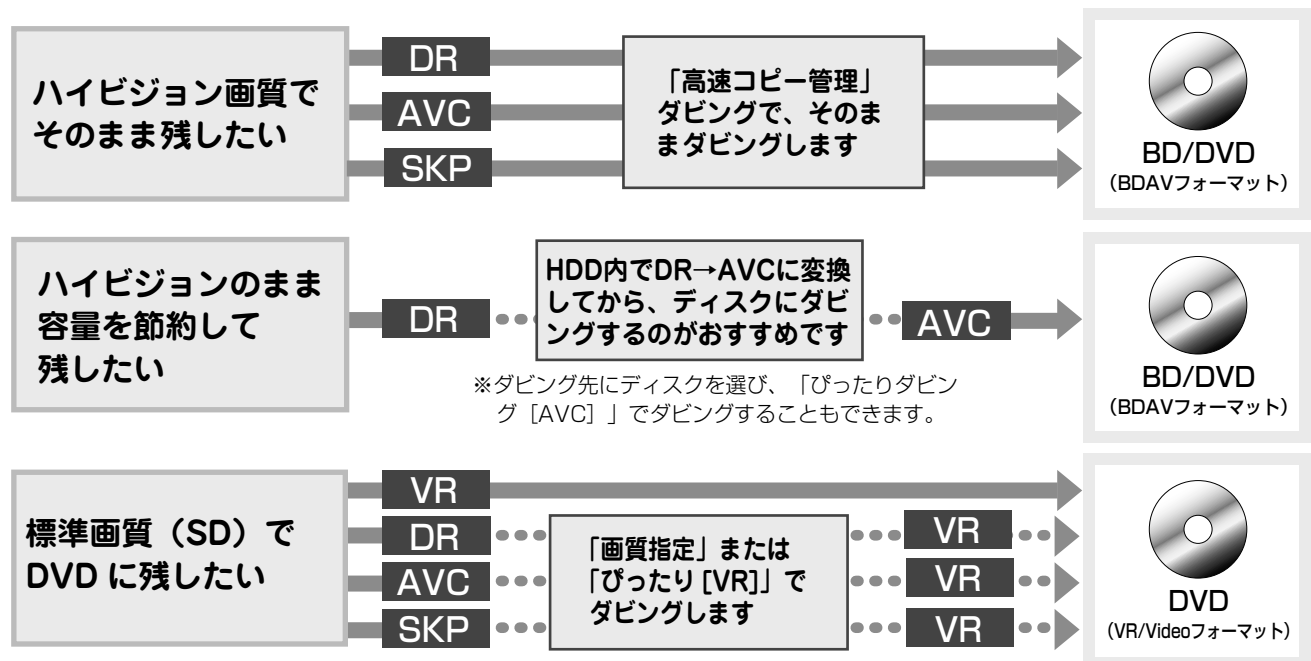 ハイビジョン画質で
そのまま残したい
DR
AVC
SKP
「高速コピー管理」
ダビングで、そのま
まダビングします
BD/DVD
（BDAVフォーマット）
ハイビジョンのまま
容量を節約して
残したい
DR
HDD内でDR→AVCに変換
してから、ディスクにダビ
ングするのがおすすめです
AVC
※ダビング先にディスクを選び、「ぴったりダビン
グ［AVC］」でダビングすることもできます。
BD/DVD
（BDAVフォーマット）
標準画質（SD）で
DVD に残したい
VR
DR
AVC
SKP
「画質指定」または
「ぴったり [VR]」で
ダビングします
VR
VR
VR
DVD
（VR/Videoフォーマット）